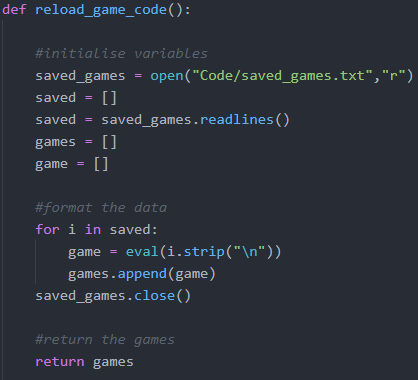 def reload_game_code():
#initialise variables
saved_games = open("Code/saved_games.txt","r")
saved = []
saved = saved_games.readlines()
games = []
game = []
#format the data
for i in saved:
game = eval(i.strip("\n"))
games.append(game)
saved_games.close()
#return the games
return games